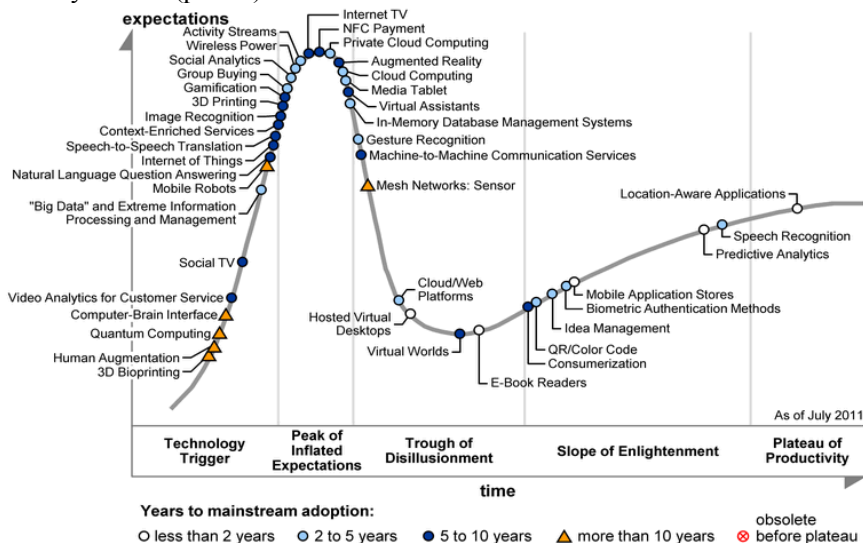 expectations
Activity Streams
Wireless Power
Social Analytics
Group Buying
Gamification
3D Printing
Image Recognition
Context-Enriched Services
Speech-to-Speech Translation
Internet of Things
Natural Language Question Answering
Mobile Robots
"Big Data" and Extreme Information
Processing and Management
Social TV
Video Analytics for Customer Service
Computer-Brain Interface
Quantum Computing
Human Augmentation
3D Bioprinting
Internet TV
NFC Payment
Private Cloud Computing
Augmented Reality
Cloud Computing
Media Tablet
Virtual Assistants
In-Memory Database Management Systems
Gesture Recognition
Machine-to-Machine Communication Services
Mesh Networks: Sensor
Cloud/Web
Platforms
Hosted Virtual
Desktops
Virtual Worlds
E-Book Readers
Location-Aware Applications
Speech Recognition
Predictive Analytics
Mobile Application Stores
Biometric Authentication Methods
Idea Management
QR/Color Code
Consumerization
As of July 2011
Technology
Trigger
Peak of
Inflated
Expectations
Trough of
Disillusionment
Slope of Enlightenment
Plateau of
Productivity
time
Years to mainstream adoption:
less than 2 years
2 to 5 years
5 to 10 years
more than 10 years
obsolete
before plateau